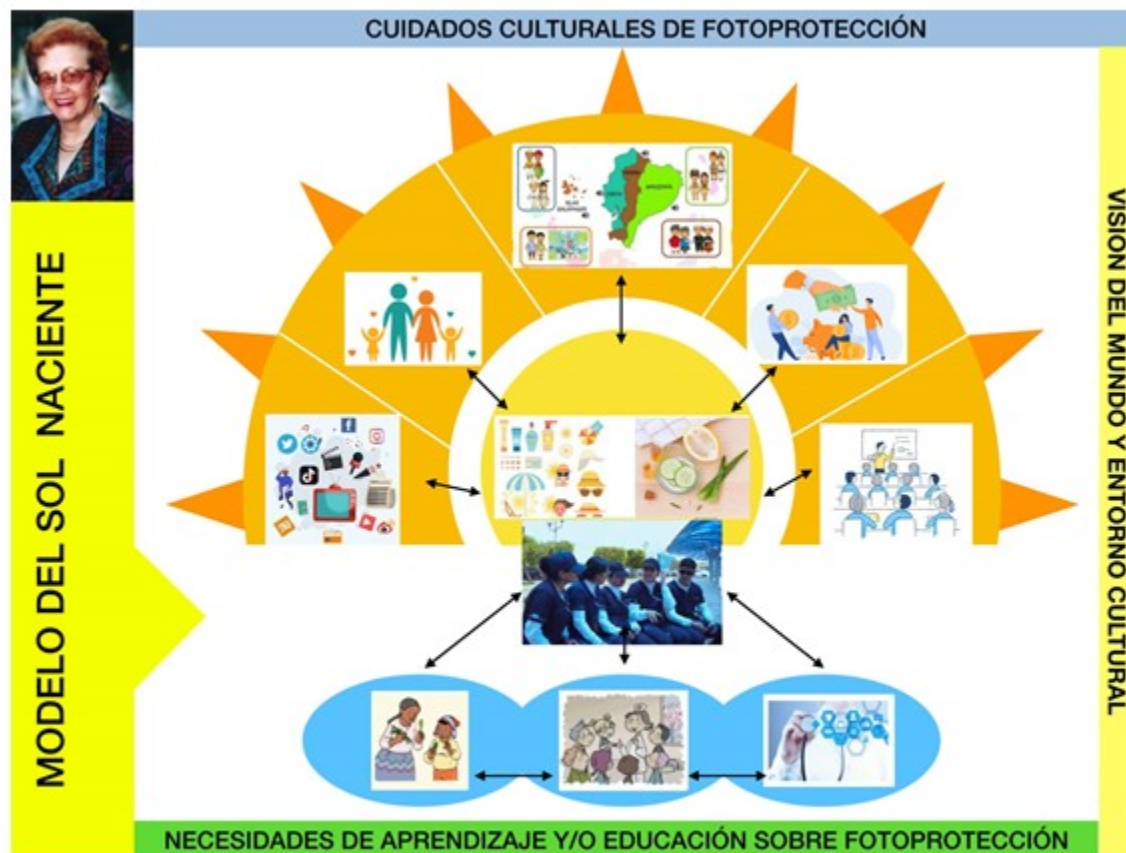 CUIDADOS CULTURALES DE FOTOPROTECCIÓN
MODELO DEL SOL NACIENTE
VISION DEL MUNDO Y ENTORNO CULTURAL
NECESIDADES DE APRENDIZAJE Y/O EDUCACIÓN SOBRE FOTOPROTECCIÓN